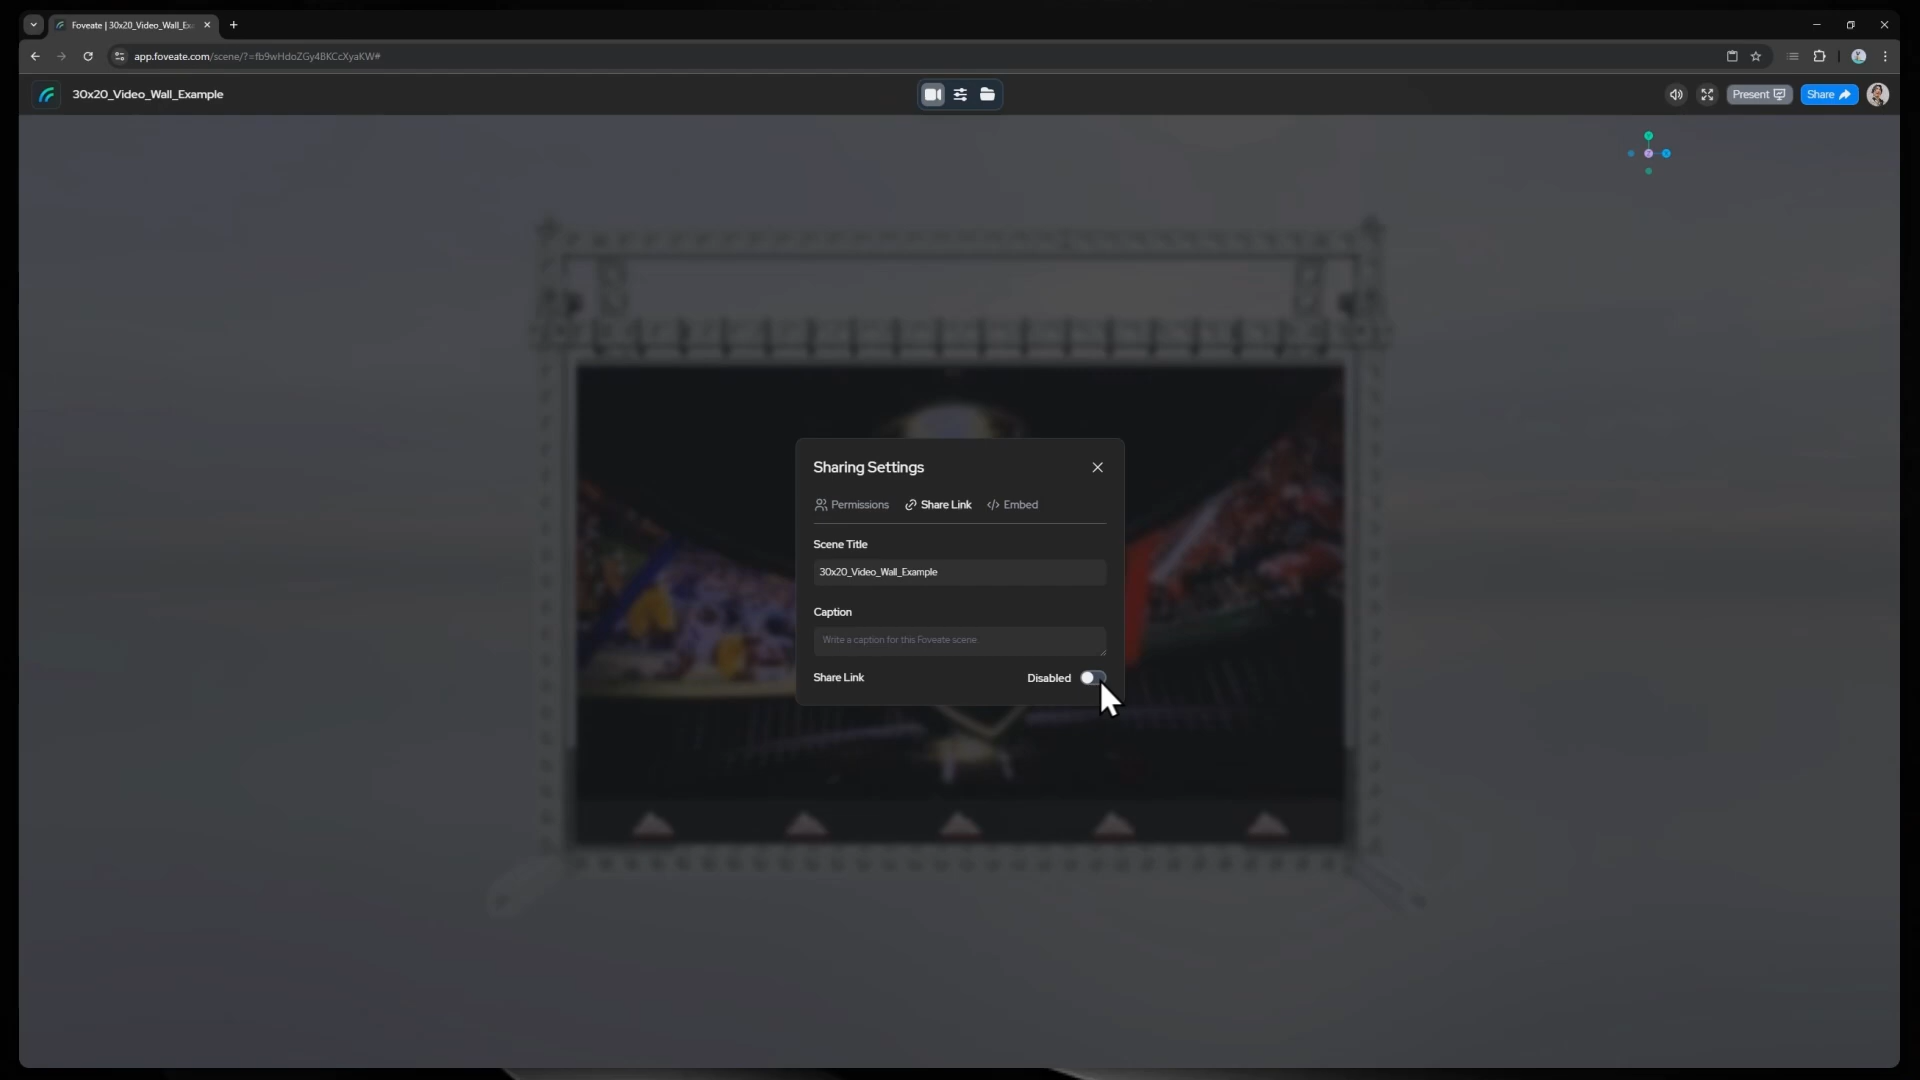 Foveate | 30x20_Video_Wall_Ex
app.foveate.com/scene/?=fb9wHdoZGy4BKCcXyaKW#
30x20_Video_Wall_Example
Present
Share
Sharing Settings
Permissions
Share Link
</> Embed
Scene Title
30x20_Video_Wall_Example
Caption
Write a caption for this Foveate scene
Share Link
Disabled